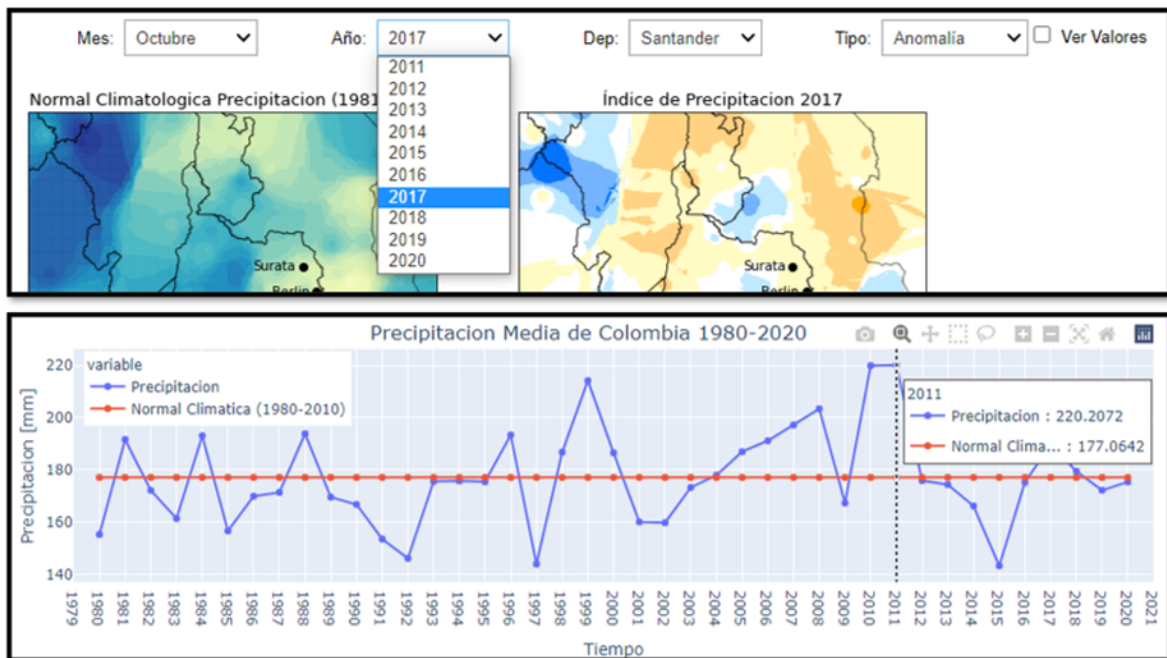 Mes: Octubre Año: 2017 Dep: Santander Tipo: Anomalía Ver Valores
2011
2012
2013
2014
2015
2016
2017
2018
2019
2020
Normal Climatologica Precipitacion (1981
Índice de Precipitacion 2017
Surata
Berlin
Surata
Berlin
Precipitacion Media de Colombia 1980-2020
variable
Precipitacion
Normal Climatica (1980-2010)
2011
Precipitacion : 220.2072
Normal Clima... : 177.0642
Precipitacion [mm]
220
200
180
160
140
1979 1980 1981 1982 1983 1984 1985 1986 1987 1988 1989 1990 1991 1992 1993 1994 1995 1996 1997 1998 1999 2000 2001 2002 2003 2004 2005 2006 2007 2008 2009 2010 2011 2012 2013 2014 2015 2016 2017 2018 2019 2020 2021
Tiempo